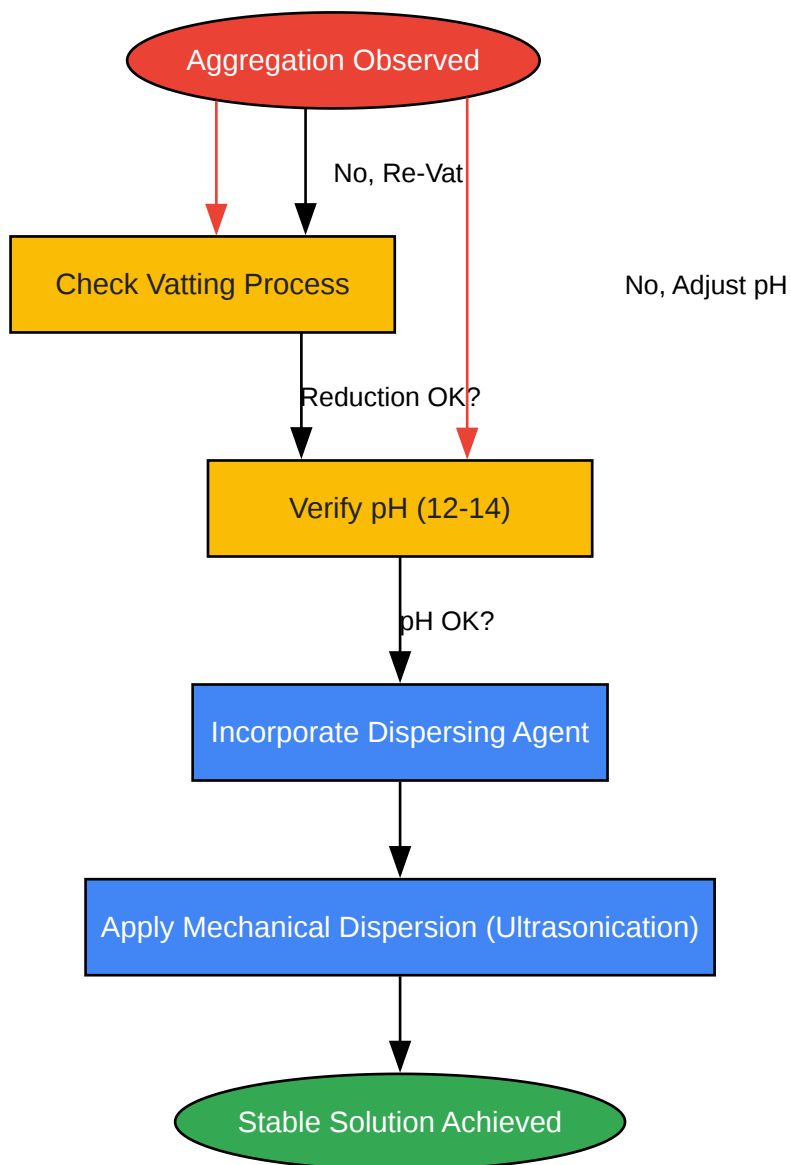 Aggregation Observed
No, Re-Vat
Check Vatting Process
No, Adjust pH
Reduction OK?
Verify pH (12-14)
pH OK?
Incorporate Dispersing Agent
Apply Mechanical Dispersion (Ultrasonication)
Stable Solution Achieved